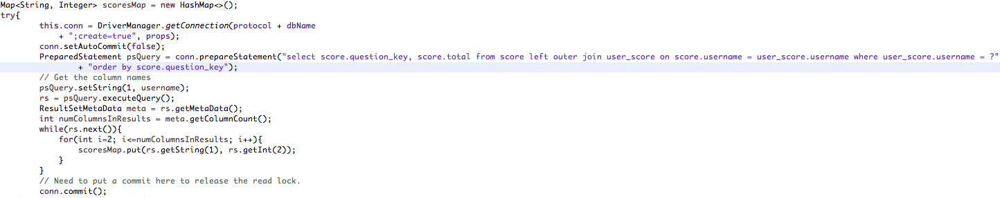 Map<String, Integer> scoresMap = new HashMap<>();
try{
this.conn = DriverManager.getConnection(protocol + dbName
+ ";create=true", props);
conn.setAutoCommit(false);
PreparedStatement psQuery = conn.prepareStatement("select score.question_key, score.total from score left outer join user_score on score.username = user_score.username where user_score.username = ?"
+ "order by score.question_key");
// Get the column names
psQuery.setString(1, username);
rs = psQuery.executeQuery();
ResultSetMetaData meta = rs.getMetaData();
int numColumnsInResults = meta.getColumnCount();
while(rs.next()){
for(int i=2; i<=numColumnsInResults; i++){
scoresMap.put(rs.getString(1), rs.getInt(2));
}
}
// Need to put a commit here to release the read lock.
conn.commit();